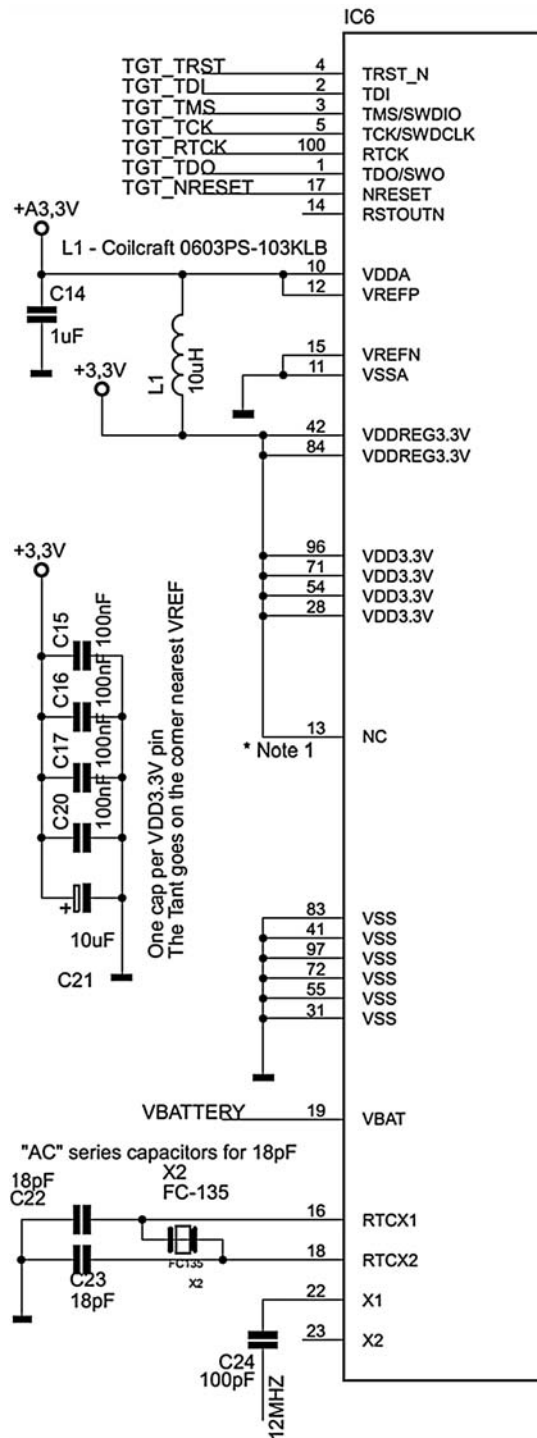 IC6
TGT_TRST 4 TRST_N
TGT_TDI 2 TDI
TGT_TMS 3 TMS/SWDIO
TGT_TCK 5 TCK/SWDCLK
TGT_RTCK 100 RTCK
TGT_TDO 1 TDO/SWO
TGT_NRESET 17 NRESET
14 RSTOUTN
+A3,3V
L1 - Coilcraft 0603PS-103KLB
10 VDDA
12 VREFP
C14
1uF
L1
10uH
15 VREFN
11 VSSA
+3,3V
42 VDDREG3.3V
84 VDDREG3.3V
+3,3V
96 VDD3.3V
71 VDD3.3V
54 VDD3.3V
28 VDD3.3V
C15
100nF
C16
100nF
C17
100nF
C20
100nF
* Note 1
13 NC
One cap per VDD3.3V pin
The Tant goes on the corner nearest VREF
+
10uF
C21
83 VSS
41 VSS
97 VSS
72 VSS
55 VSS
31 VSS
VBATTERY 19 VBAT
"AC" series capacitors for 18pF
X2
FC-135
18pF
C22
16 RTCX1
FC135
X2
18 RTCX2
C23
18pF
22 X1
23 X2
C24
100pF
12MHZ